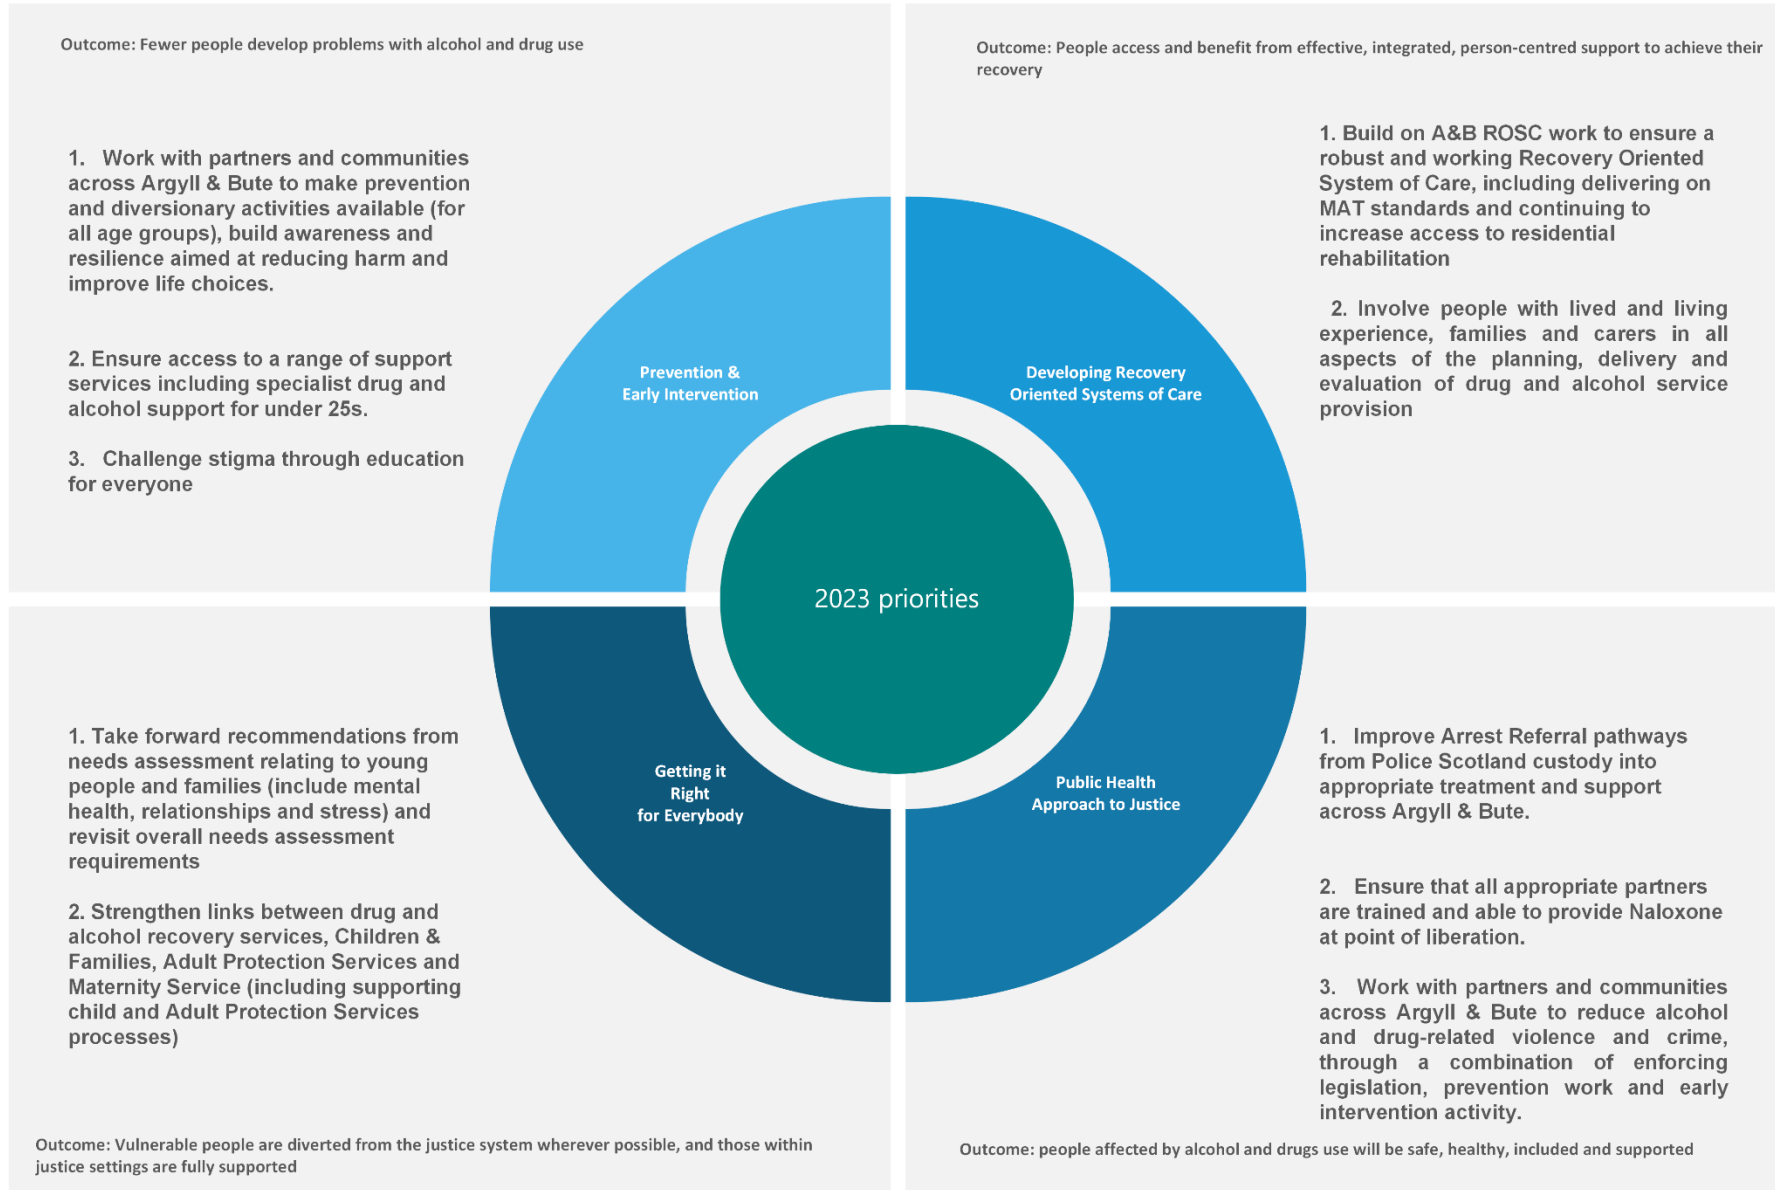 Outcome: Fewer people develop problems with alcohol and drug use
1. Work with partners and communities
across Argyll & Bute to make prevention
and diversionary activities available (for
all age groups), build awareness and
resilience aimed at reducing harm and
improve life choices.
2. Ensure access to a range of support
services including specialist drug and
alcohol support for under 25s.
3. Challenge stigma through education
for everyone
Prevention &
Early Intervention
Outcome: People access and benefit from effective, integrated, person-centred support to achieve their
recovery
1. Build on A&B ROSC work to ensure a
robust and working Recovery Oriented
System of Care, including delivering on
MAT standards and continuing to
increase access to residential
rehabilitation
2. Involve people with lived and living
experience, families and carers in all
aspects of the planning, delivery and
evaluation of drug and alcohol service
provision
Developing Recovery
Oriented Systems of Care
2023 priorities
1. Take forward recommendations from
needs assessment relating to young
people and families (include mental
health, relationships and stress) and
revisit overall needs assessment
requirements
2. Strengthen links between drug and
alcohol recovery services, Children &
Families, Adult Protection Services and
Maternity Service (including supporting
child and Adult Protection Services
processes)
Getting it
Right
for Everybody
Outcome: Vulnerable people are diverted from the justice system wherever possible, and those within
justice settings are fully supported
Public Health
Approach to Justice
1. Improve Arrest Referral pathways
from Police Scotland custody into
appropriate treatment and support
across Argyll & Bute.
2. Ensure that all appropriate partners
are trained and able to provide Naloxone
at point of liberation.
3. Work with partners and communities
across Argyll & Bute to reduce alcohol
and drug-related violence and crime,
through a combination of enforcing
legislation, prevention work and early
intervention activity.
Outcome: people affected by alcohol and drugs use will be safe, healthy, included and supported